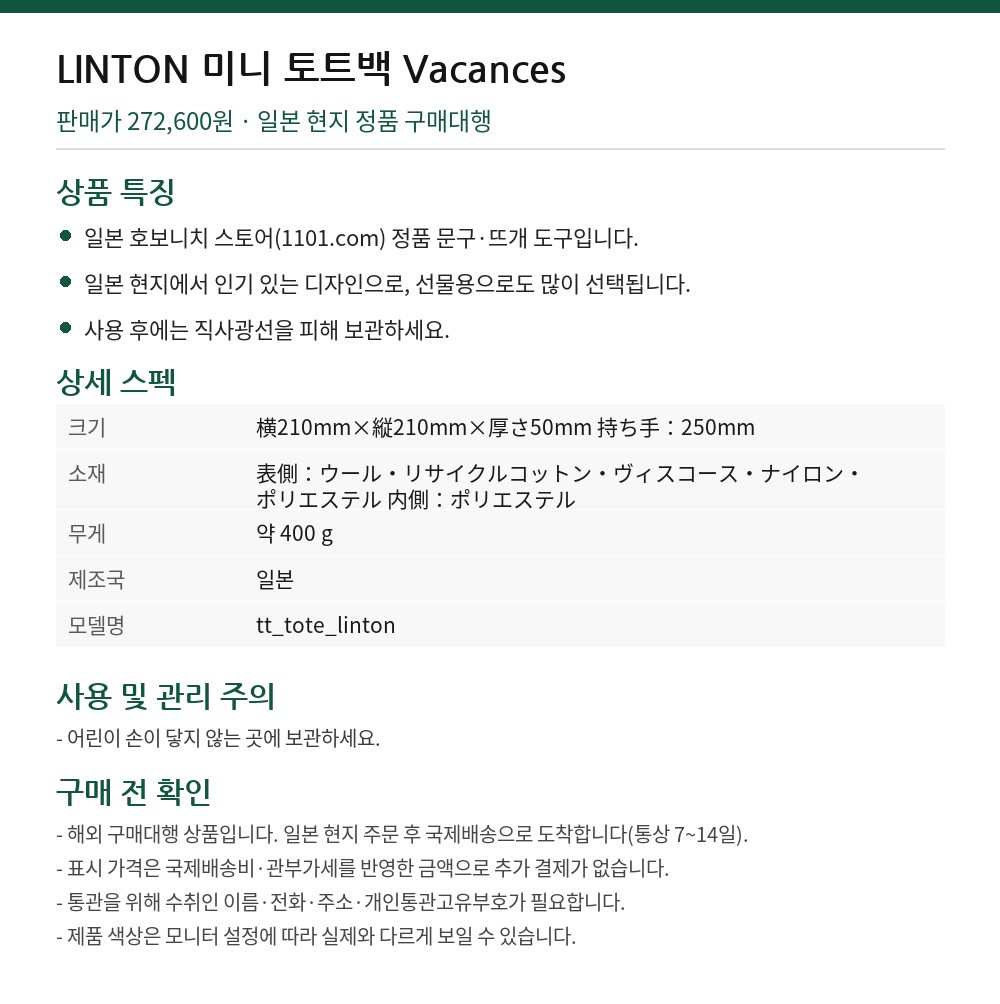 LINTON 미니 토트백 Vacances
판매가 272,600원 · 일본 현지 정품 구매대행
상품 특징
● 일본 호보니치 스토어(1101.com) 정품 문구·뜨개 도구입니다.
● 일본 현지에서 인기 있는 디자인으로, 선물용으로도 많이 선택됩니다.
● 사용 후에는 직사광선을 피해 보관하세요.
상세 스펙
크기 横210mm×縦210mm×厚さ50mm 持ち手：250mm
소재 表側：ウール・リサイクルコットン・ヴィスコース・ナイロン・
ポリエステル 内側：ポリエステル
무게 약 400 g
제조국 일본
모델명 tt_tote_linton
사용 및 관리 주의
- 어린이 손이 닿지 않는 곳에 보관하세요.
구매 전 확인
- 해외 구매대행 상품입니다. 일본 현지 주문 후 국제배송으로 도착합니다(통상 7~14일).
- 표시 가격은 국제배송비·관부가세를 반영한 금액으로 추가 결제가 없습니다.
- 통관을 위해 수취인 이름·전화·주소·개인통관고유부호가 필요합니다.
- 제품 색상은 모니터 설정에 따라 실제와 다르게 보일 수 있습니다.